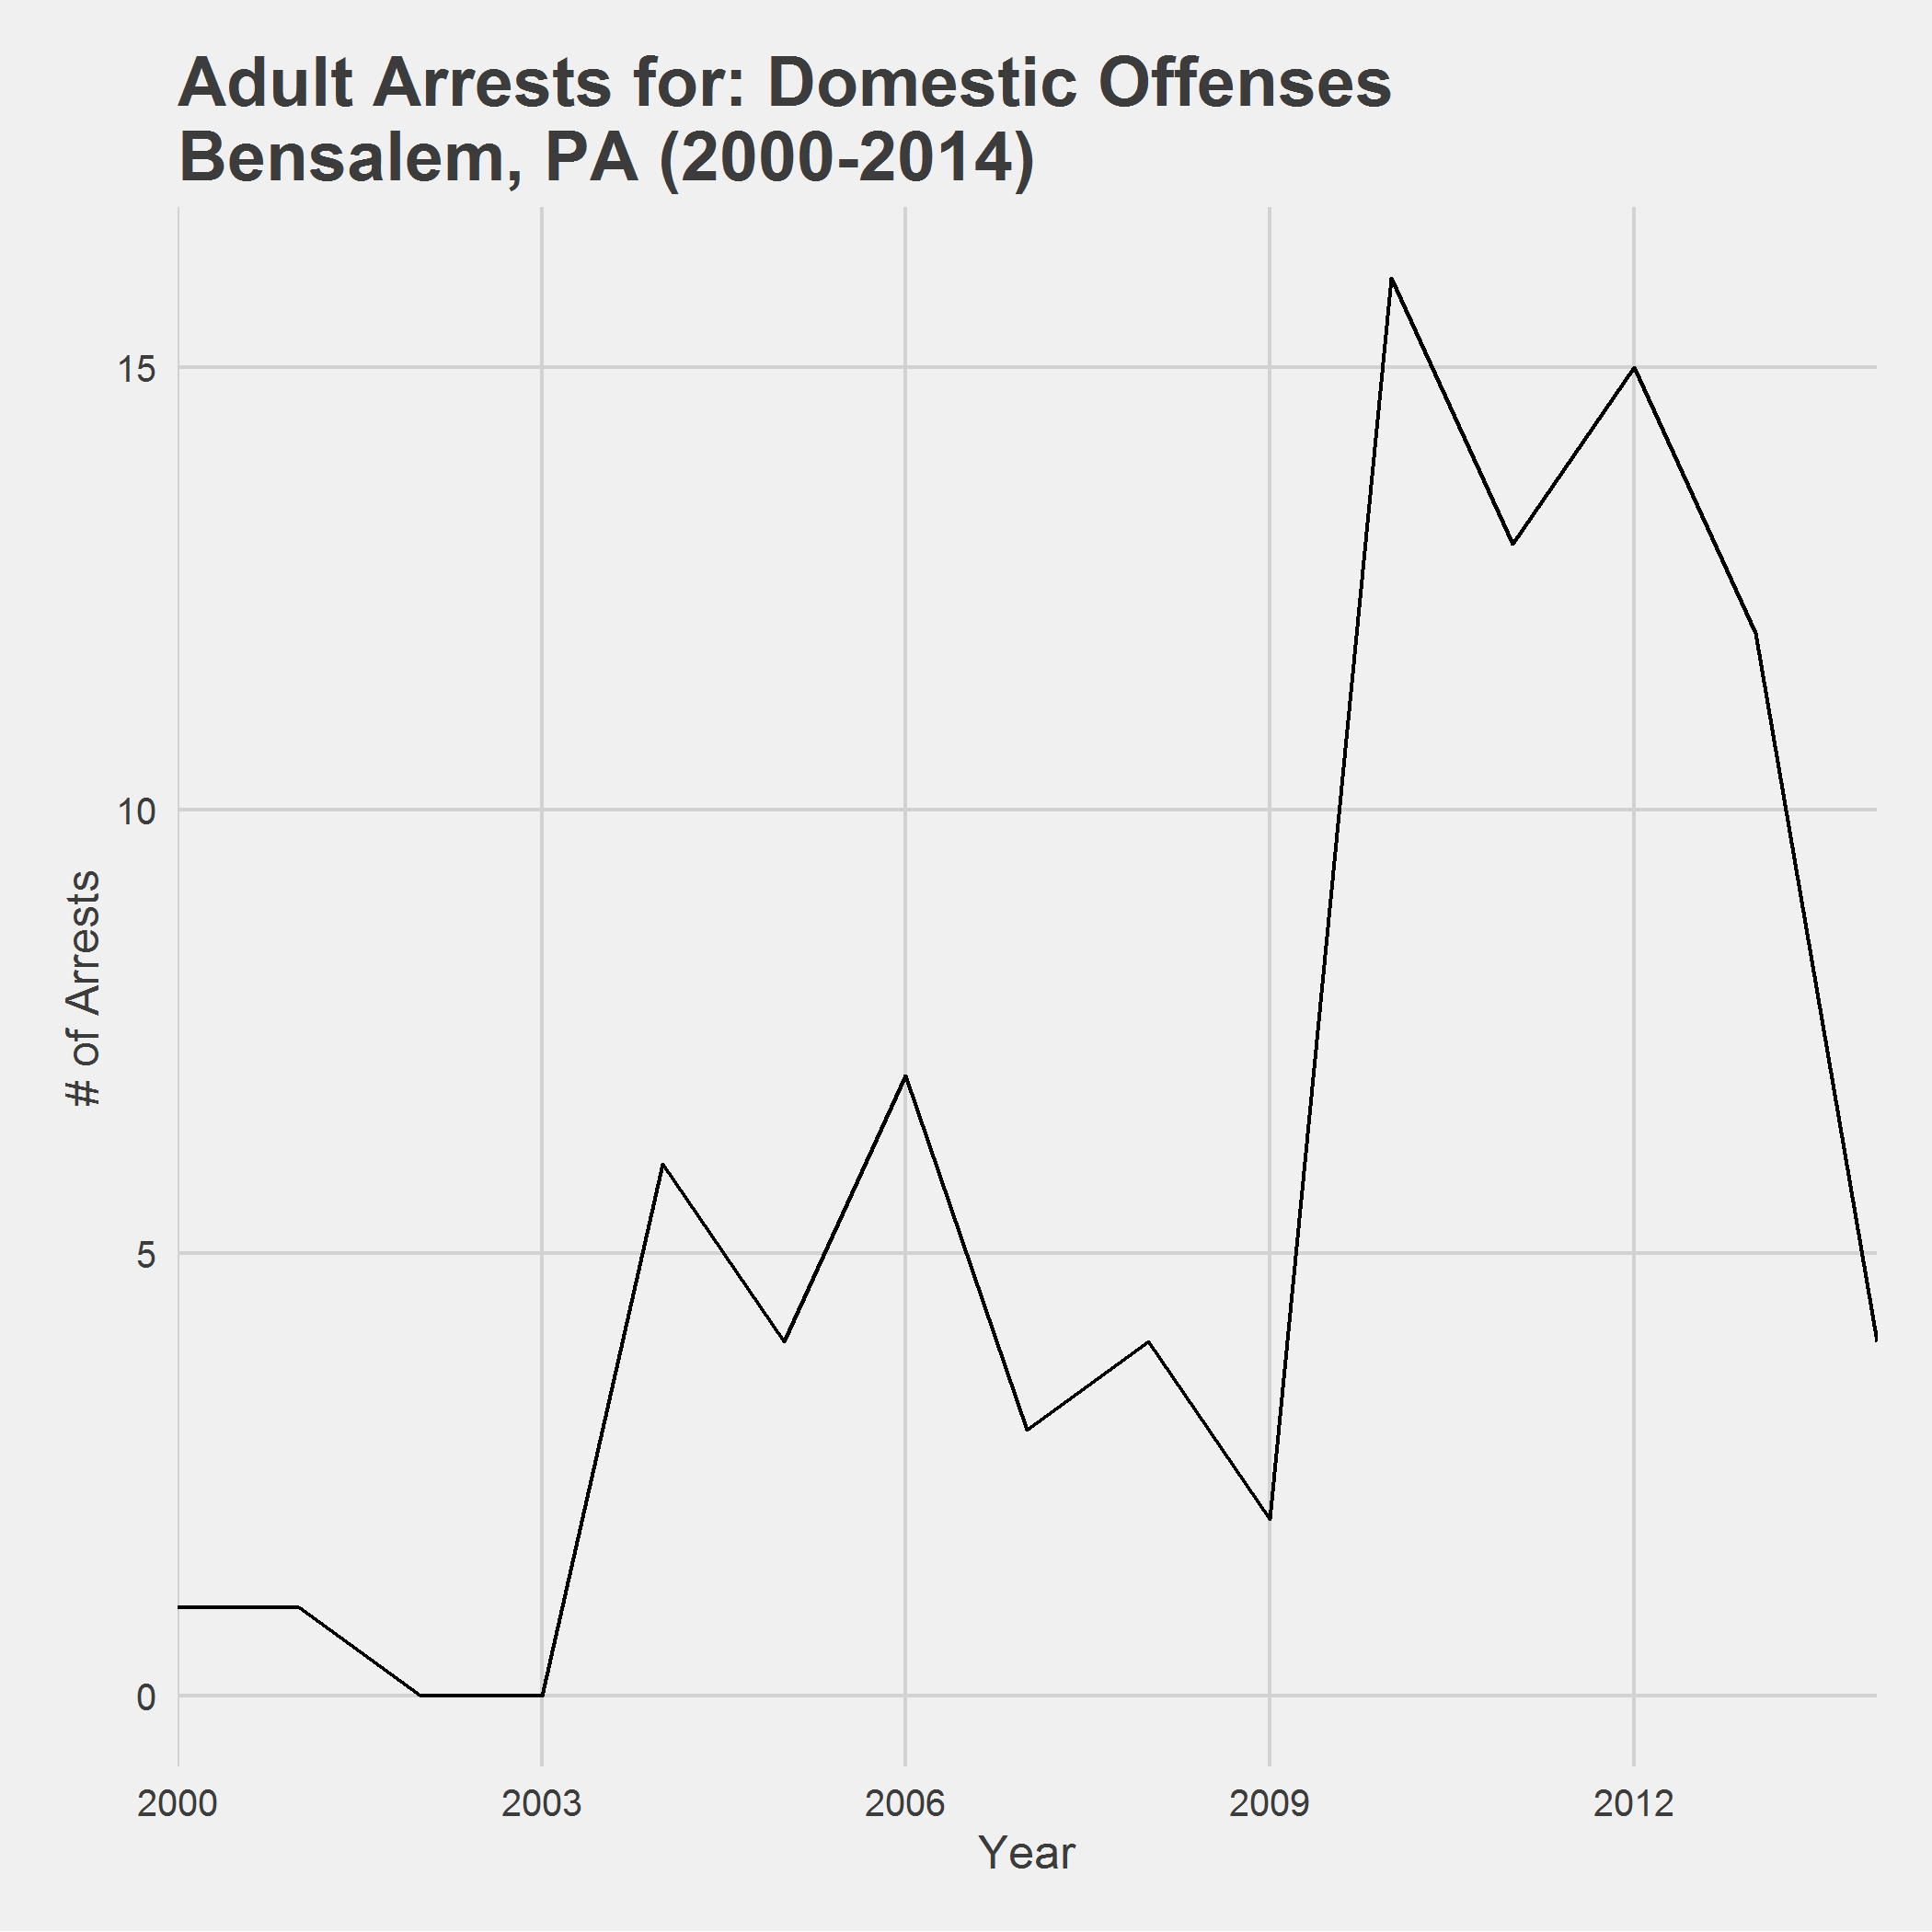 Adult Arrests for: Domestic Offenses
Bensalem, PA (2000-2014)
15
10
5
0
# of Arrests
2000 2003 2006 2009 2012
Year